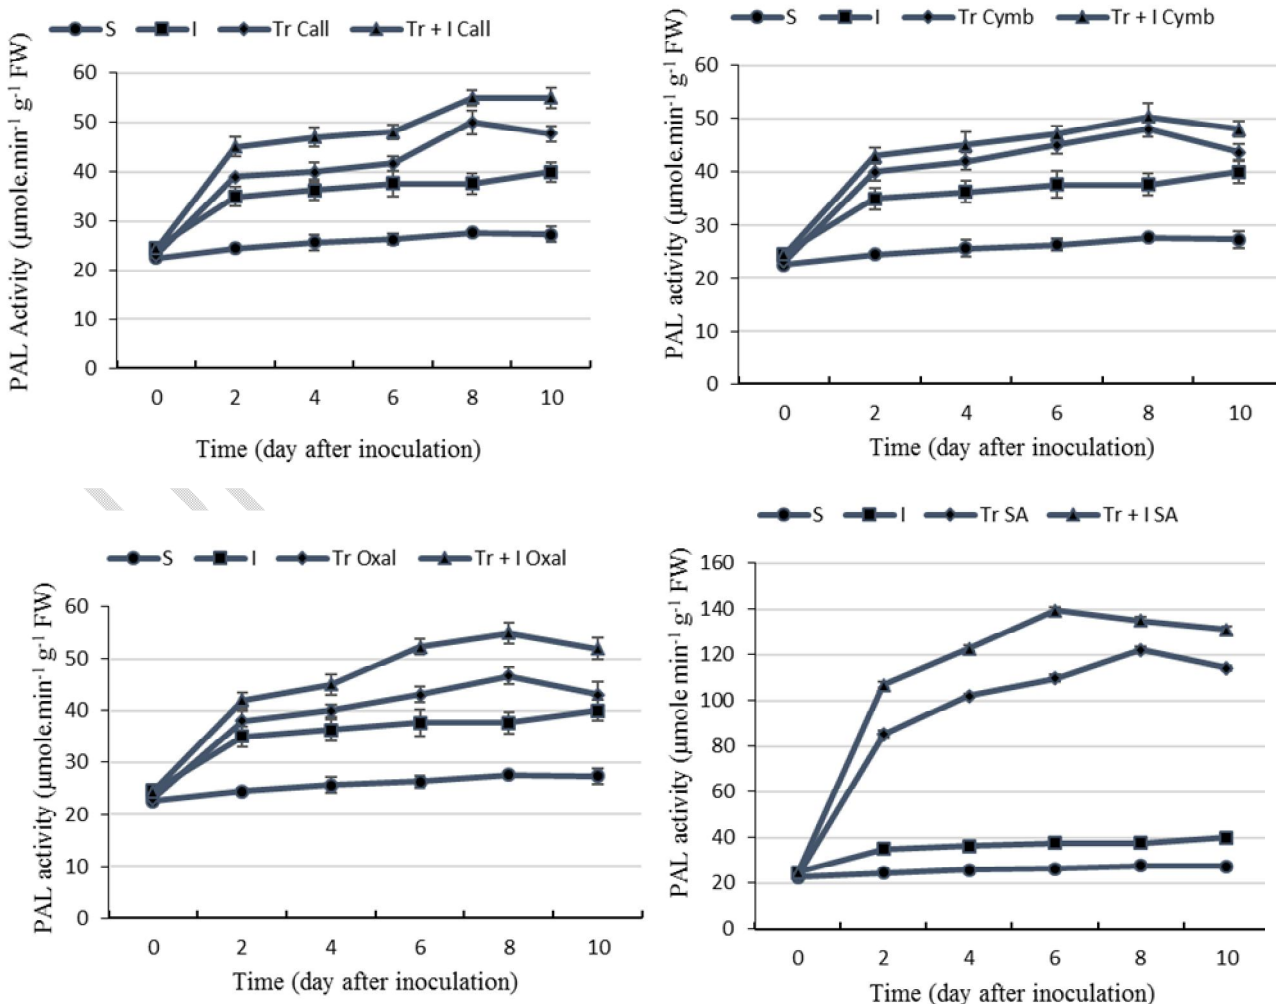 S I Tr Call Tr + I Call
PAL Activity (µmole.min⁻¹ g⁻¹ FW)
60
50
40
30
20
10
0
0 2 4 6 8 10
Time (day after inoculation)
S I Tr Cymb Tr + I Cymb
PAL activity (µmole.min⁻¹ g⁻¹ FW)
60
50
40
30
20
10
0
0 2 4 6 8 10
Time (day after inoculation)
S I Tr Oxal Tr + I Oxal
PAL activity (µmole.min⁻¹ g⁻¹ FW)
60
50
40
30
20
10
0
0 2 4 6 8 10
Time (day after inoculation)
S I Tr SA Tr + I SA
PAL activity (µmole min⁻¹ g⁻¹ FW)
160
140
120
100
80
60
40
20
0
0 2 4 6 8 10
Time (day after inoculation)